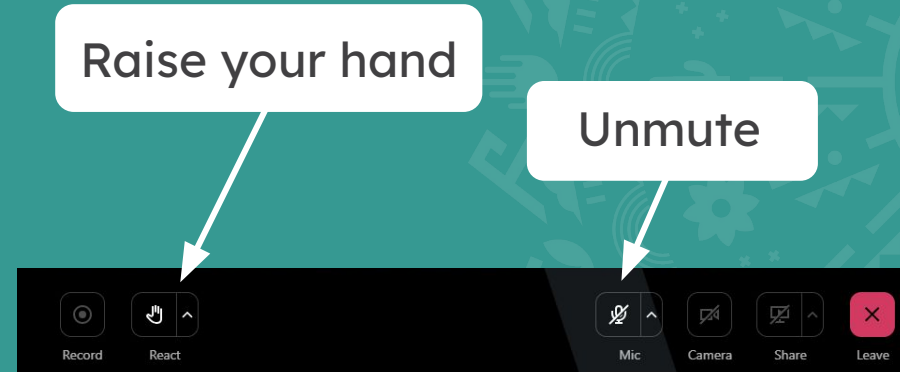 Raise your hand
Unmute
Record
React
Mic
Camera
Share
Leave